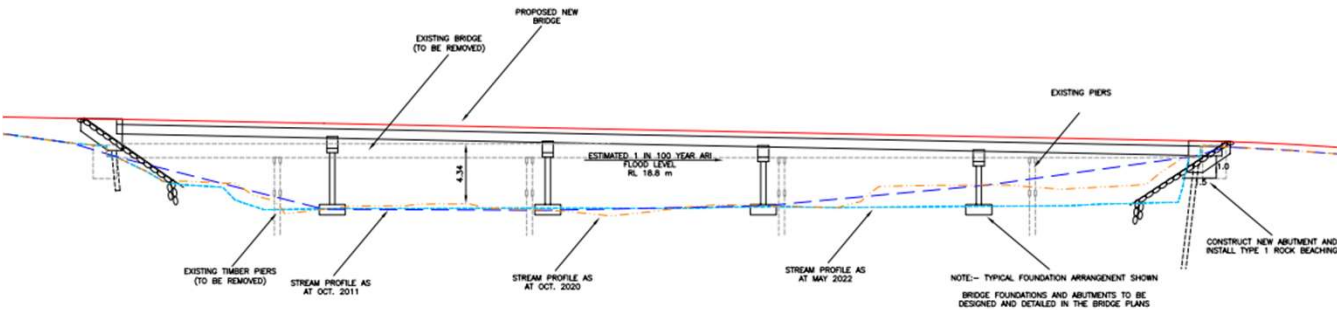 PROPOSED NEW
BRIDGE
EXISTING BRIDGE
(TO BE REMOVED)
EXISTING PIERS
ESTIMATED 1 IN 100 YEAR ARI
FLOOD LEVEL
RL 18.8 m
4.34
1.0
1.5
EXISTING TIMBER PIERS
(TO BE REMOVED)
STREAM PROFILE AS
AT OCT. 2011
STREAM PROFILE AS
AT OCT. 2020
STREAM PROFILE AS
AT MAY 2022
NOTE:- TYPICAL FOUNDATION ARRANGENENT SHOWN
BRIDGE FOUNDATIONS AND ABUTMENTS TO BE
DESIGNED AND DETAILED IN THE BRIDGE PLANS
CONSTRUCT NEW ABUTMENT AND
INSTALL TYPE 1 ROCK BEACHING